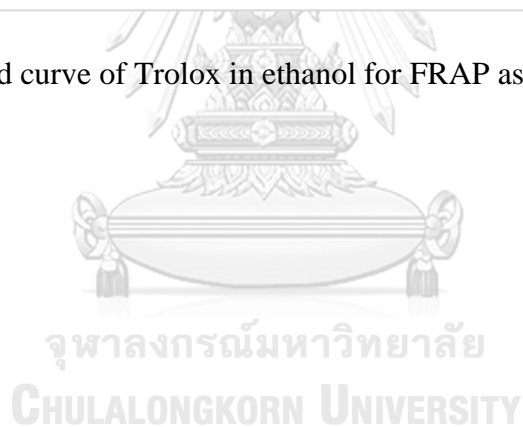 d curve of Trolox in ethanol for FRAP as
จุฬาลงกรณ์มหาวิทยาลัย
CHULALONGKORN UNIVERSITY